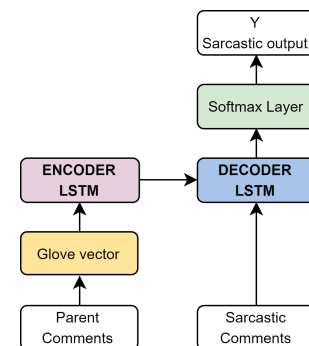 Y
Sarcastic output
Softmax Layer
ENCODER
LSTM
DECODER
LSTM
Glove vector
Parent
Comments
Sarcastic
Comments